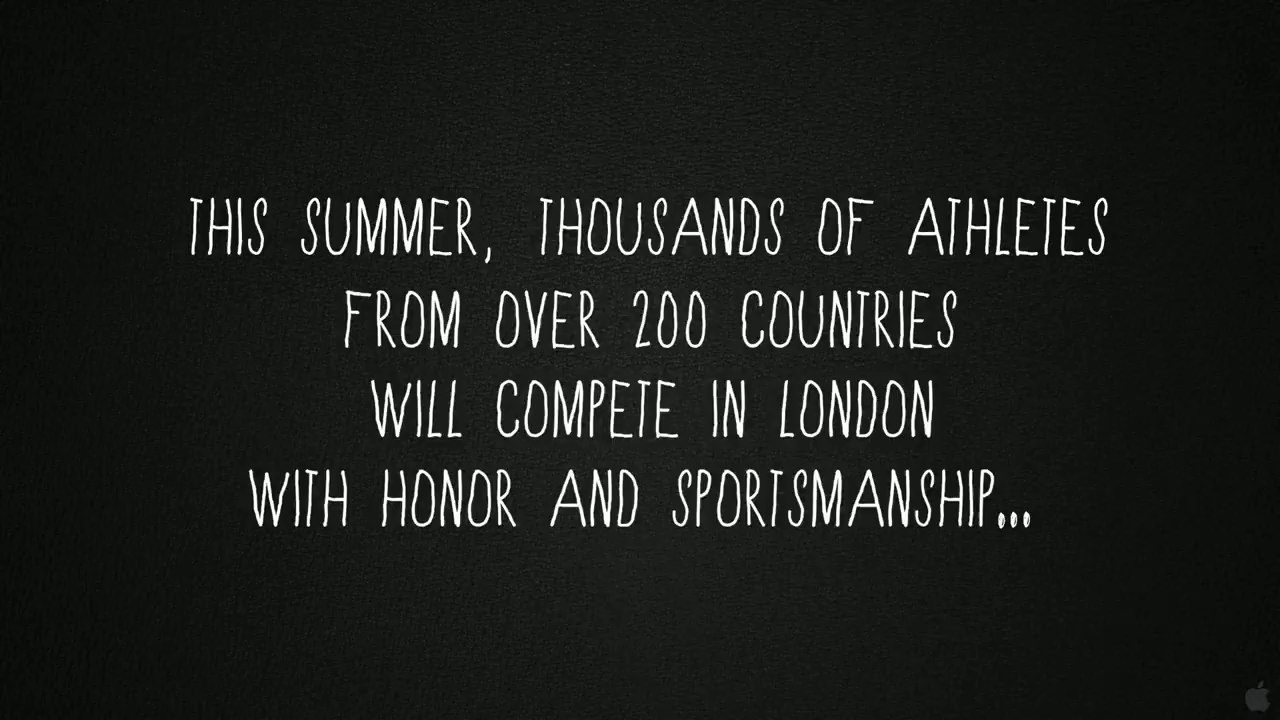 THIS SUMMER, THOUSANDS OF ATHLETES
FROM OVER 200 COUNTRIES
WILL COMPETE IN LONDON
WITH HONOR AND SPORTSMANSHIP...